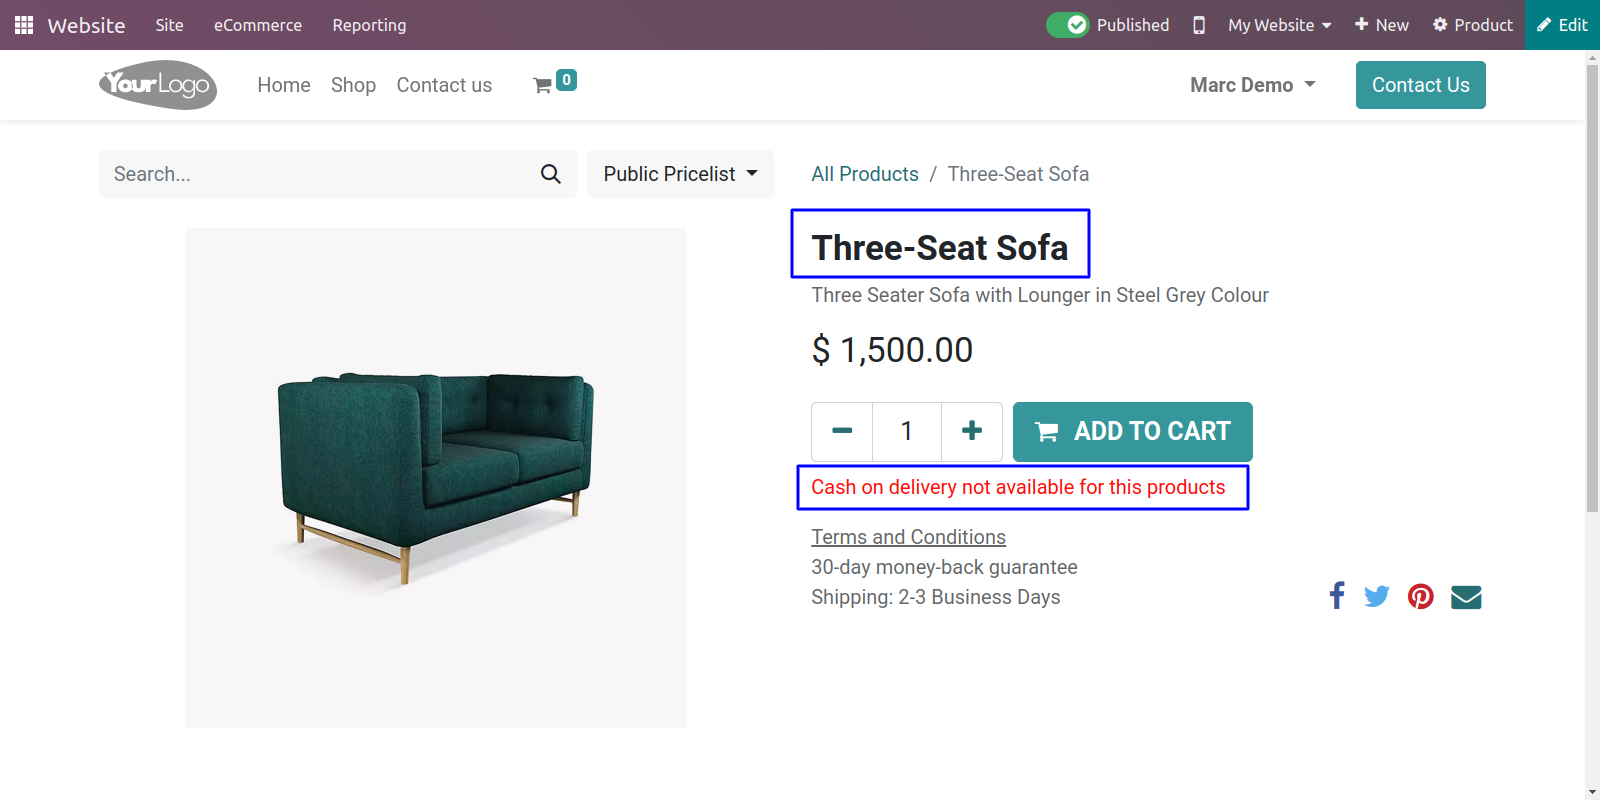 Website Site eCommerce Reporting Published My Website New Product Edit
YourLogo Home Shop Contact us 0 Marc Demo Contact Us
Search... Public Pricelist All Products / Three-Seat Sofa
Three-Seat Sofa
Three Seater Sofa with Lounger in Steel Grey Colour
$ 1,500.00
1 ADD TO CART
Cash on delivery not available for this products
Terms and Conditions
30-day money-back guarantee
Shipping: 2-3 Business Days